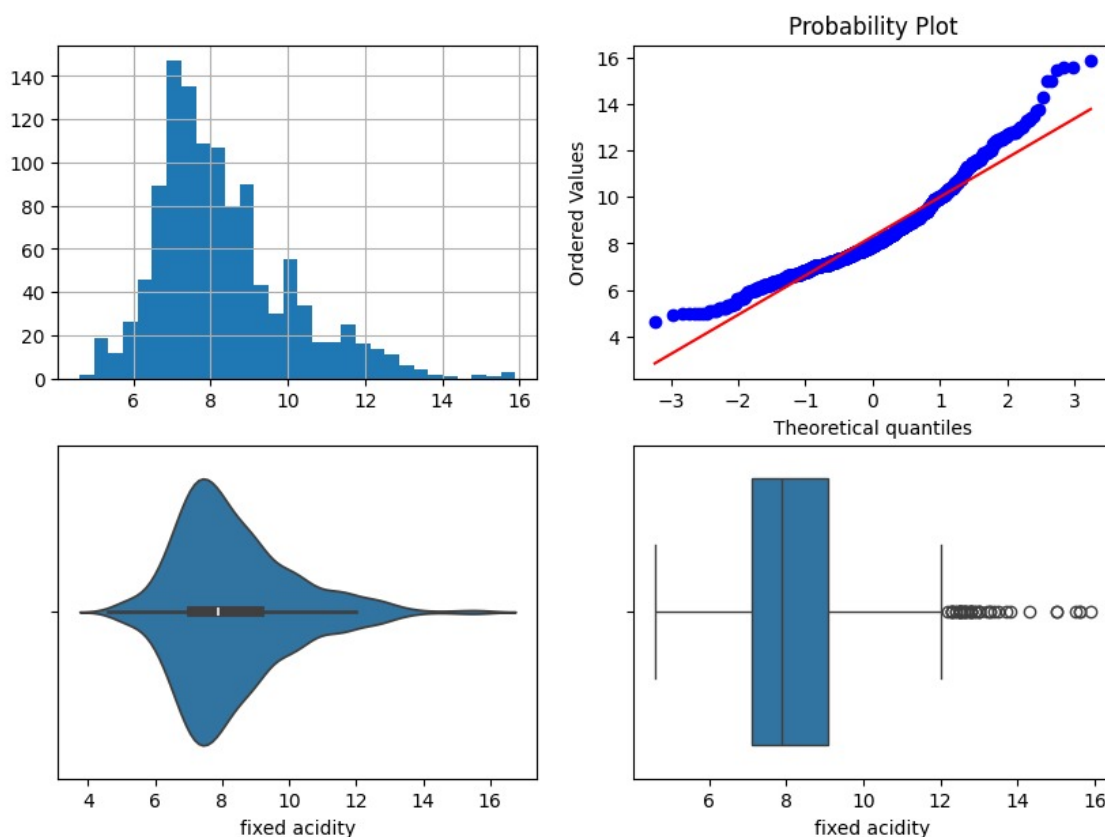 140
120
100
80
60
40
20
0
6 8 10 12 14 16
Probability Plot
Ordered Values
16
14
12
10
8
6
4
−3 −2 −1 0 1 2 3
Theoretical quantiles
4 6 8 10 12 14 16
fixed acidity
6 8 10 12 14 16
fixed acidity